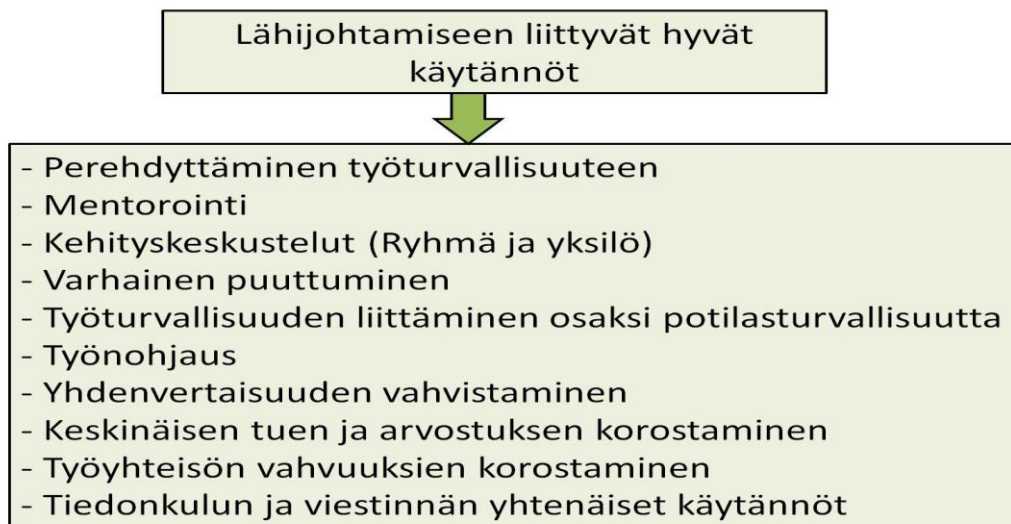 Lähijohtamiseen liittyvät hyvät
käytännöt
- Perehdyttäminen työturvallisuuteen
- Mentorointi
- Kehityskeskustelut (Ryhmä ja yksilö)
- Varhainen puuttuminen
- Työturvallisuuden liittäminen osaksi potilasturvallisuutta
- Työnohjaus
- Yhdenvertaisuuden vahvistaminen
- Keskinäisen tuen ja arvostuksen korostaminen
- Työyhteisön vahvuuksien korostaminen
- Tiedonkulun ja viestinnän yhtenäiset käytännöt